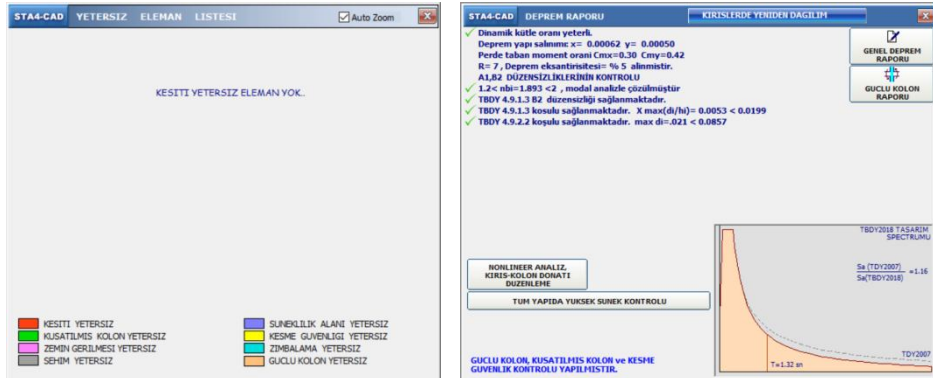 STA4-CAD YETERSIZ ELEMAN LISTESI
Auto Zoom
KESITI YETERSIZ ELEMAN YOK..
KESITI YETERSIZ
KUSATILMIS KOLON YETERSIZ
ZEMIN GERILMESI YETERSIZ
SEHIM YETERSIZ
SUNEKLILIK ALANI YETERSIZ
KESME GUVENLIGI YETERSIZ
ZIMBALAMA YETERSIZ
GUCLU KOLON YETERSIZ
STA4-CAD DEPREM RAPORU
KIRISLERDE YENIDEN DAGILIM
Dinamik kütle oranı yeterli.
Deprem yapı salınımı: x= 0.00062 y= 0.00050
Perde taban moment orani Cmx=0.30 Cmy=0.42
R= 7 , Deprem eksantirisitesi= % 5 alinmistir.
A1,B2 DÜZENSİZLİKLERİNİN KONTROLU
1.2< nbi=1.893 <2 , modal analizle çözülmüştür
TBDY 4.9.1.3 B2 düzensizliği sağlanmaktadır.
TBDY 4.9.1.3 kosulu sağlanmaktadır. X max(di/hi)= 0.0053 < 0.0199
TBDY 4.9.2.2 koşulu sağlanmaktadır. max di=.021 < 0.0857
GENEL DEPREM
RAPORU
GUCLU KOLON
RAPORU
NONLINEER ANALIZ,
KIRIS-KOLON DONATI
DUZENLEME
TUM YAPIDA YUKSEK SUNEK KONTROLU
GUCLU KOLON, KUSATILMIS KOLON ve KESME
GUVENLIK KONTROLU YAPILMISTIR.
TBDY2018 TASARIM
SPECTRUMU
Sa (TDY2007)
Sa(TBDY2018)
=1.16
TDY2007
T=1.32 sn